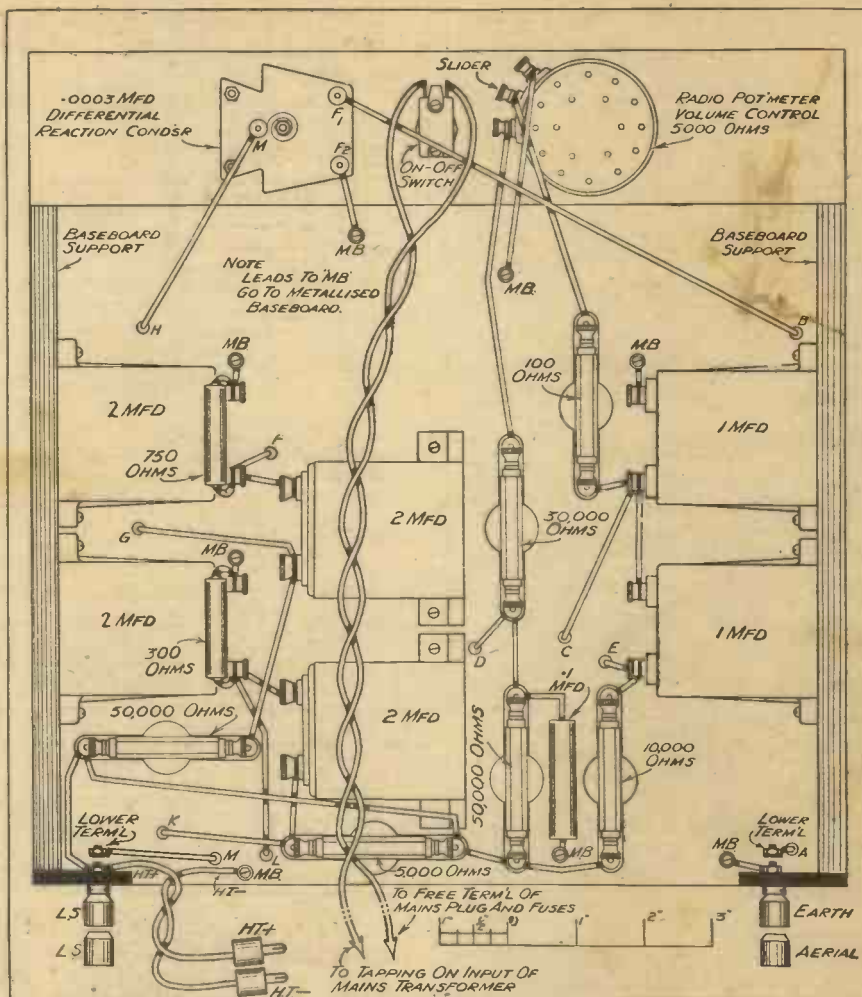 ·0003 MFD
DIFFERENTIAL
REACTION COND'S'R
M
F1
F2
MB
SLIDER
ON-OFF
SWITCH
RADIO POT'METER
VOLUME CONTROL
5000 OHMS
BASEBOARD
SUPPORT
BASEBOARD
SUPPORT
NOTE
LEADS TO 'MB'
GO TO METALLISED
BASEBOARD.
MB.
H
B
MB
100
OHMS
MB
2 MFD
1 MFD
750
OHMS
F
2 MFD
30,000
OHMS
G
MB
2 MFD
1 MFD
300
OHMS
D
C
E
·1
MFD
50,000 OHMS
2 MFD
50,000 OHMS
10,000
OHMS
K
LOWER
TERM'L
M
L
MB
HT+
HT-
5,000 OHMS
MB
MB
LOWER
TERM'L
A
TO FREE TERM'L OF
MAINS PLUG AND FUSES
LS
LS
HT+
HT-
1"
½"
0
1"
2"
3"
EARTH
AERIAL
TO TAPPING ON INPUT OF
MAINS TRANSFORMER